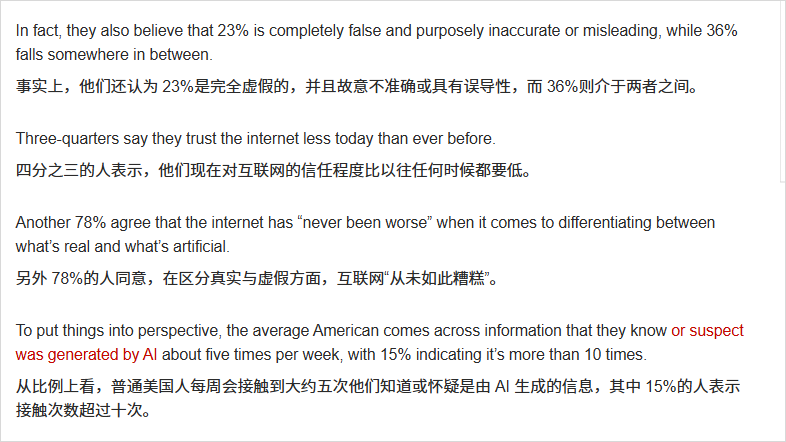 In fact, they also believe that 23% is completely false and purposely inaccurate or misleading, while 36%
falls somewhere in between.
事实上，他们还认为 23%是完全虚假的，并且故意不准确或具有误导性，而 36%则介于两者之间。
Three-quarters say they trust the internet less today than ever before.
四分之三的人表示，他们现在对互联网的信任程度比以往任何时候都要低。
Another 78% agree that the internet has “never been worse” when it comes to differentiating between
what’s real and what’s artificial.
另外 78%的人同意，在区分真实与虚假方面，互联网“从未如此糟糕”。
To put things into perspective, the average American comes across information that they know or suspect
was generated by AI about five times per week, with 15% indicating it’s more than 10 times.
从比例上看，普通美国人每周会接触到大约五次他们知道或怀疑是由 AI 生成的信息，其中 15%的人表示
接触次数超过十次。